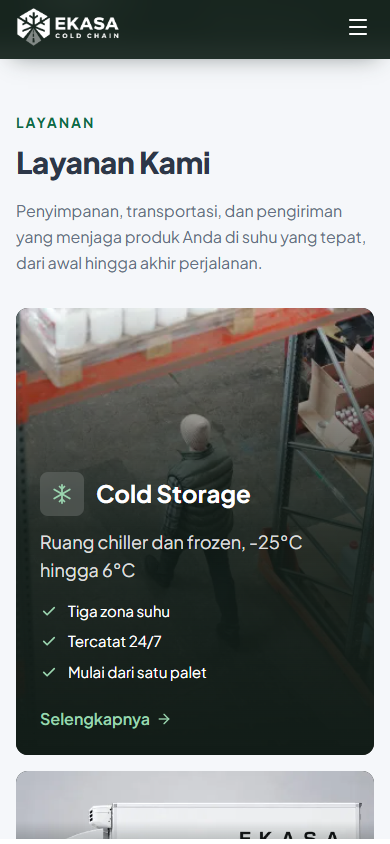 EKASA
COLD CHAIN
LAYANAN
Layanan Kami
Penyimpanan, transportasi, dan pengiriman
yang menjaga produk Anda di suhu yang tepat,
dari awal hingga akhir perjalanan.
Cold Storage
Ruang chiller dan frozen, -25°C
hingga 6°C
Tiga zona suhu
Tercatat 24/7
Mulai dari satu palet
Selengkapnya →
EKASA